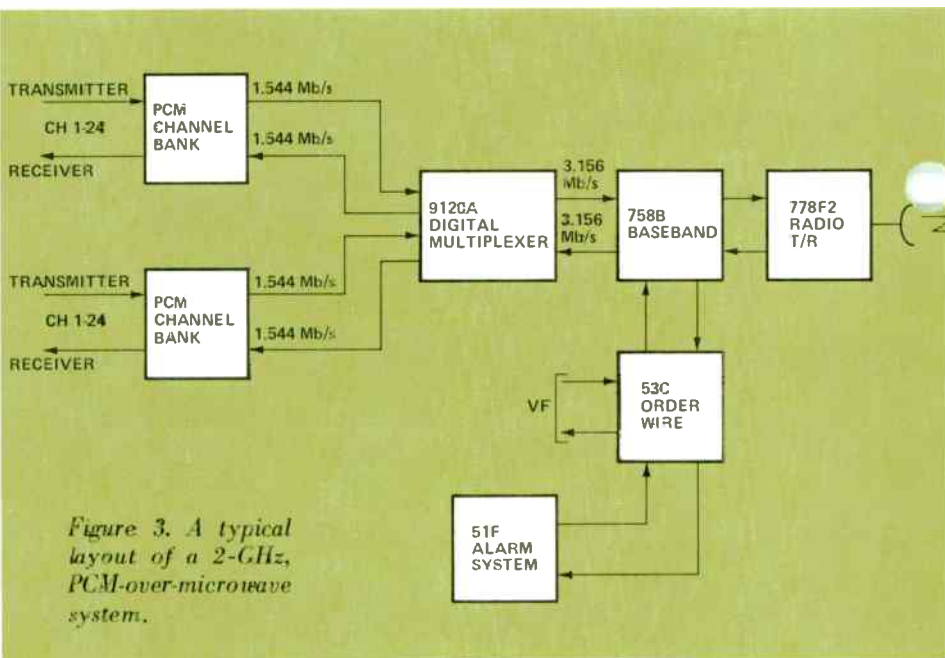 TRANSMITTER
CH 1-24
RECEIVER
PCM
CHANNEL
BANK
1.544 Mb/s
1.544 Mb/s
TRANSMITTER
CH 1-24
RECEIVER
PCM
CHANNEL
BANK
1.544 Mb/s
1.544 Mb/s
9120A
DIGITAL
MULTIPLEXER
3.156
Mb/s
3.156
Mb/s
758B
BASEBAND
778F2
RADIO
T/R
VF
53C
ORDER
WIRE
51F
ALARM
SYSTEM
Figure 3. A typical
layout of a 2-GHz,
PCM-over-microwave
system.